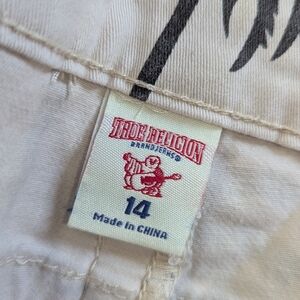 TRUE RELIGION
BRAND JEANS®
14
Made in CHINA